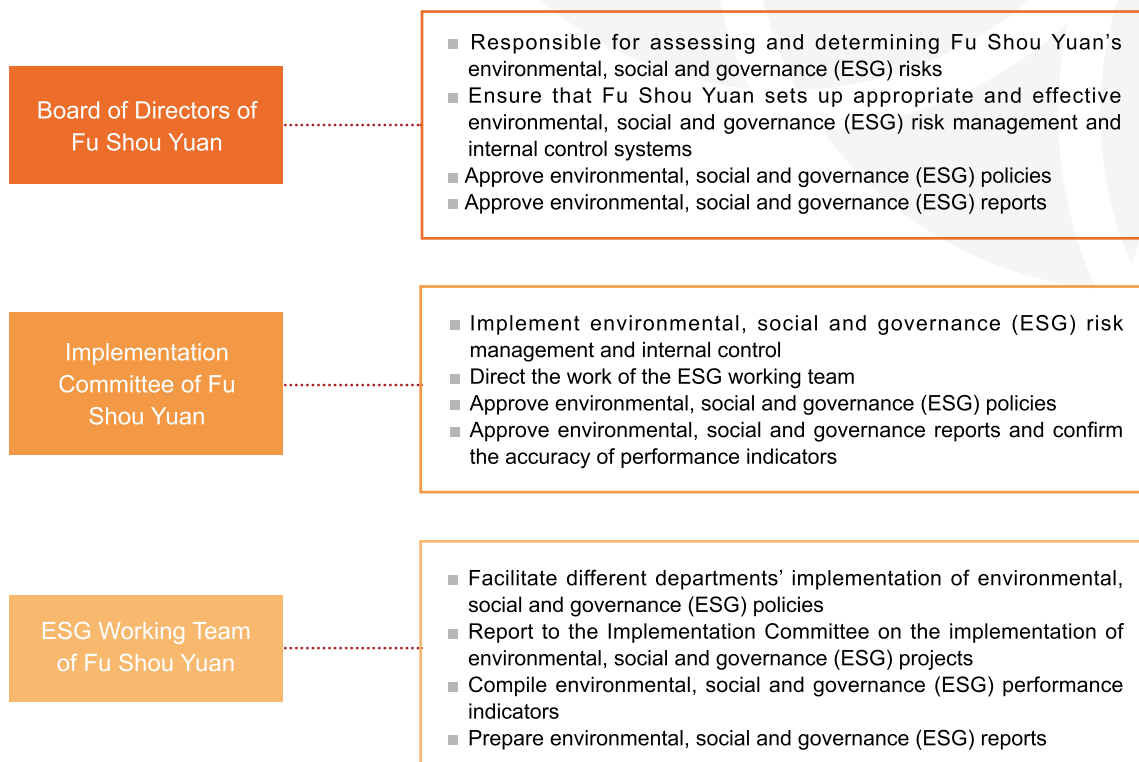 Board of Directors of
Fu Shou Yuan
■ Responsible for assessing and determining Fu Shou Yuan’s
environmental, social and governance (ESG) risks
■ Ensure that Fu Shou Yuan sets up appropriate and effective
environmental, social and governance (ESG) risk management and
internal control systems
■ Approve environmental, social and governance (ESG) policies
■ Approve environmental, social and governance (ESG) reports
Implementation
Committee of Fu
Shou Yuan
■ Implement environmental, social and governance (ESG) risk
management and internal control
■ Direct the work of the ESG working team
■ Approve environmental, social and governance (ESG) policies
■ Approve environmental, social and governance reports and confirm
the accuracy of performance indicators
ESG Working Team
of Fu Shou Yuan
■ Facilitate different departments’ implementation of environmental,
social and governance (ESG) policies
■ Report to the Implementation Committee on the implementation of
environmental, social and governance (ESG) projects
■ Compile environmental, social and governance (ESG) performance
indicators
■ Prepare environmental, social and governance (ESG) reports